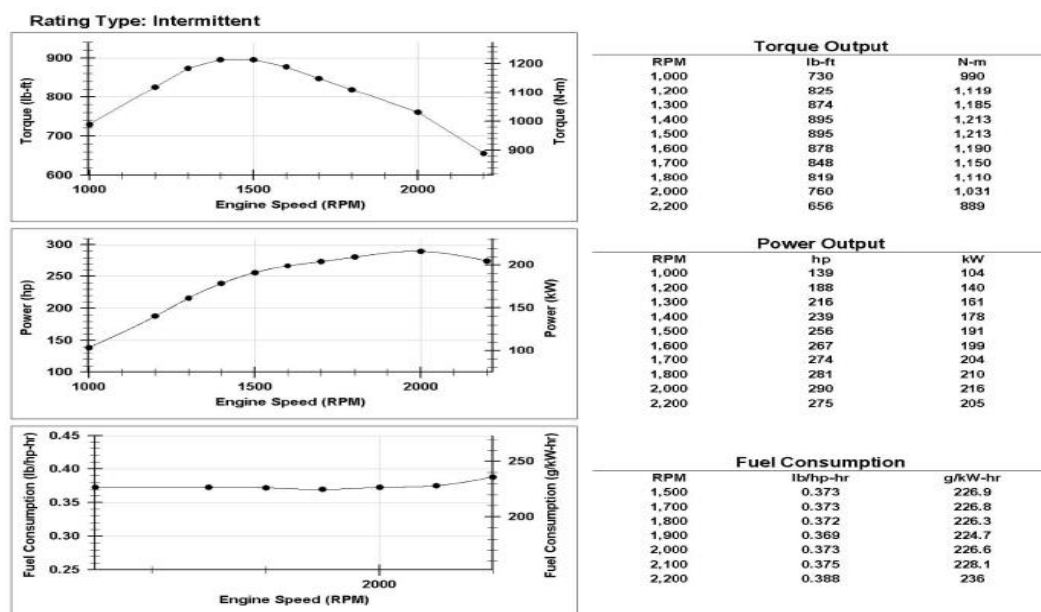 Rating Type: Intermittent
Torque (lb-ft)
900
800
700
600
1000
1500
2000
Engine Speed (RPM)
1200
1100
1000
900
Torque (N-m)
Torque Output
RPM lb-ft N-m
1,000 730 990
1,200 825 1,119
1,300 874 1,185
1,400 895 1,213
1,500 895 1,213
1,600 878 1,190
1,700 848 1,150
1,800 819 1,110
2,000 760 1,031
2,200 656 889
Power (hp)
300
250
200
150
100
1000
1500
2000
Engine Speed (RPM)
200
150
100
Power (kW)
Power Output
RPM hp kW
1,000 139 104
1,200 188 140
1,300 216 161
1,400 239 178
1,500 256 191
1,600 267 199
1,700 274 204
1,800 281 210
2,000 290 216
2,200 275 205
Fuel Consumption (lb/hp-hr)
0.45
0.40
0.35
0.30
0.25
2000
Engine Speed (RPM)
250
200
Fuel Consumption (g/kW-hr)
Fuel Consumption
RPM lb/hp-hr g/kW-hr
1,500 0.373 226.9
1,700 0.373 226.8
1,800 0.372 226.3
1,900 0.369 224.7
2,000 0.373 226.6
2,100 0.375 228.1
2,200 0.388 236